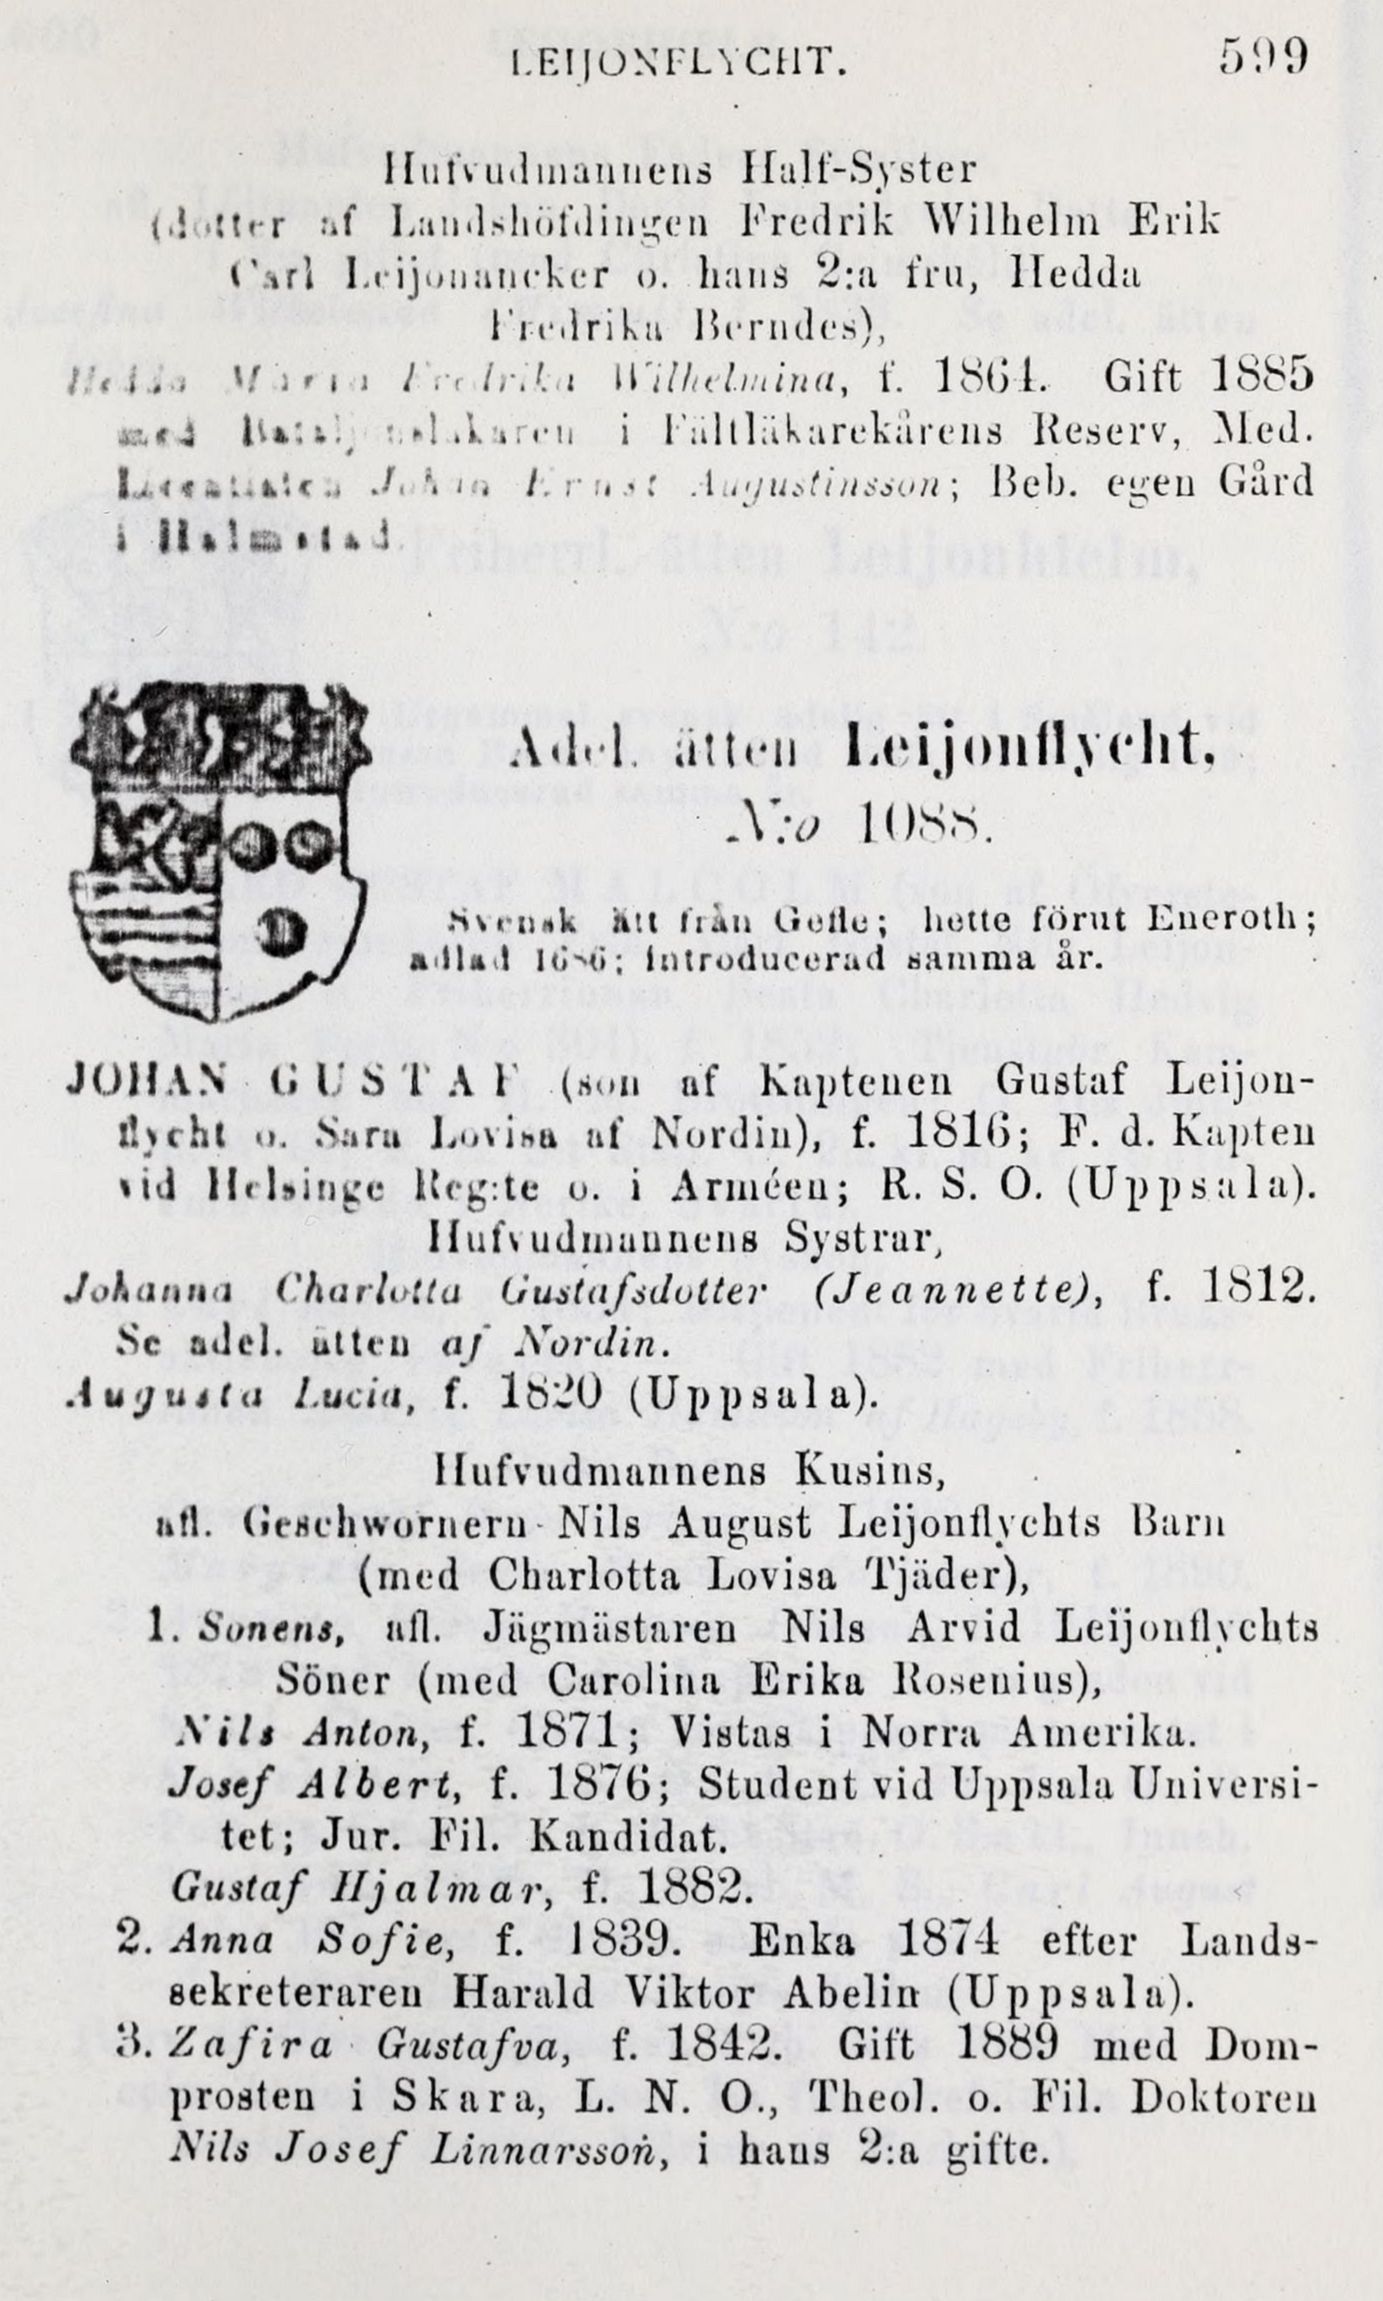 LEIJONFLYCHT. 599
Hufvudmannens Half-Syster
(dotter af Landshöfdingen Fredrik Wilhelm Erik
Carl Leijonancker o. hans 2:a fru, Hedda
Fredrika Berndes),
Hedda Maria Fredrika Wilhelmina, f. 1864. Gift 1885
med Bataljonsläkaren i Fältläkarekårens Reserv, Med.
Licentiaten Johan Ernst Augustinsson; Beb. egen Gård
i Halmstad.
Adel. ätten Leijonflycht,
N:o 1088.
Svensk ätt från Gefle; hette förut Eneroth;
adlad 1686; introducerad samma år.
JOHAN GUSTAF (son af Kaptenen Gustaf Leijon-
flycht o. Sara Lovisa af Nordin), f. 1816; F. d. Kapten
vid Helsinge Reg:te o. i Arméen; R. S. O. (Uppsala).
Hufvudmannens Systrar,
Johanna Charlotta Gustafsdotter (Jeannette), f. 1812.
Se adel. ätten af Nordin.
Augusta Lucia, f. 1820 (Uppsala).
Hufvudmannens Kusins,
afl. Geschwornern Nils August Leijonflychts Barn
(med Charlotta Lovisa Tjäder),
1. Sonens, afl. Jägmästaren Nils Arvid Leijonflychts
Söner (med Carolina Erika Rosenius),
Nils Anton, f. 1871; Vistas i Norra Amerika.
Josef Albert, f. 1876; Student vid Uppsala Universi-
tet; Jur. Fil. Kandidat.
Gustaf Hjalmar, f. 1882.
2. Anna Sofie, f. 1839. Enka 1874 efter Lands-
sekreteraren Harald Viktor Abelin (Uppsala).
3. Zafira Gustafva, f. 1842. Gift 1889 med Dom-
prosten i Skara, L. N. O., Theol. o. Fil. Doktoren
Nils Josef Linnarsson, i hans 2:a gifte.